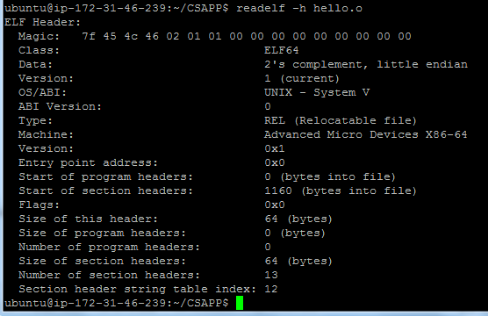 ubuntu@ip-172-31-46-239:~/CSAPP$ readelf -h hello.o
ELF Header:
  Magic:   7f 45 4c 46 02 01 01 00 00 00 00 00 00 00 00 00
  Class:                             ELF64
  Data:                              2's complement, little endian
  Version:                           1 (current)
  OS/ABI:                            UNIX - System V
  ABI Version:                       0
  Type:                              REL (Relocatable file)
  Machine:                           Advanced Micro Devices X86-64
  Version:                           0x1
  Entry point address:               0x0
  Start of program headers:          0 (bytes into file)
  Start of section headers:          1160 (bytes into file)
  Flags:                             0x0
  Size of this header:               64 (bytes)
  Size of program headers:           0 (bytes)
  Number of program headers:         0
  Size of section headers:           64 (bytes)
  Number of section headers:         13
  Section header string table index: 12
ubuntu@ip-172-31-46-239:~/CSAPP$